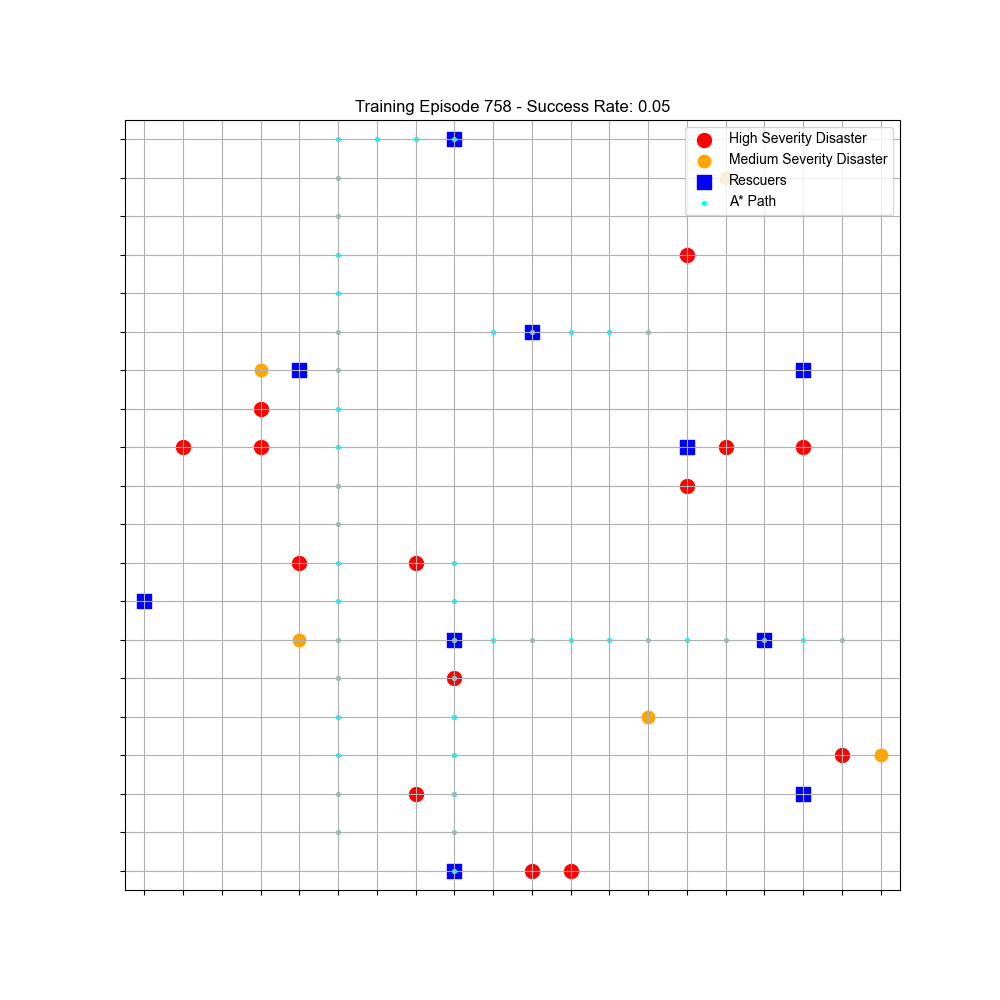 Training Episode 758 - Success Rate: 0.05
High Severity Disaster
Medium Severity Disaster
Rescuers
A* Path